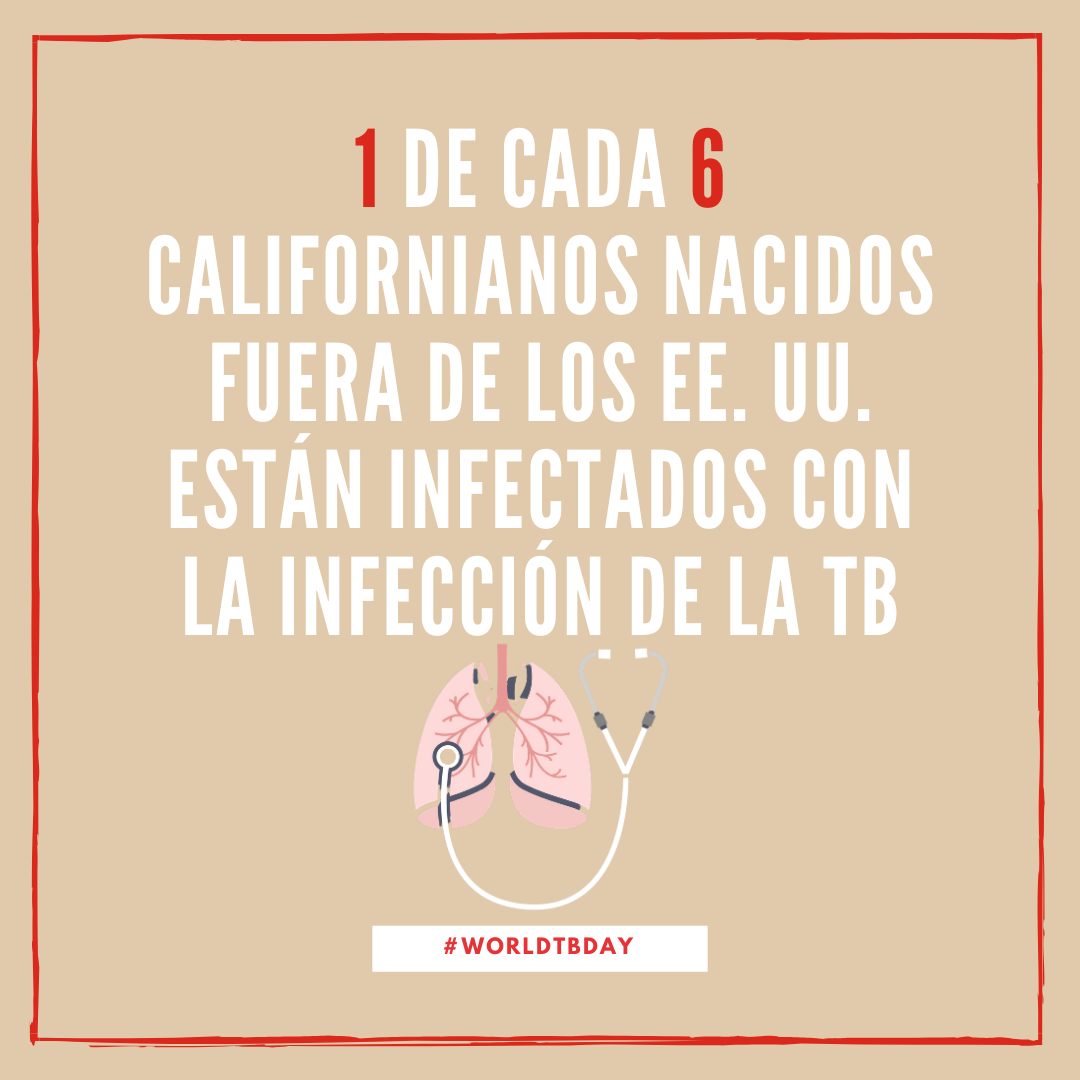 1 DE CADA 6
CALIFORNIANOS NACIDOS
FUERA DE LOS EE. UU.
ESTÁN INFECTADOS CON
LA INFECCIÓN DE LA TB
#WORLDTBDAY